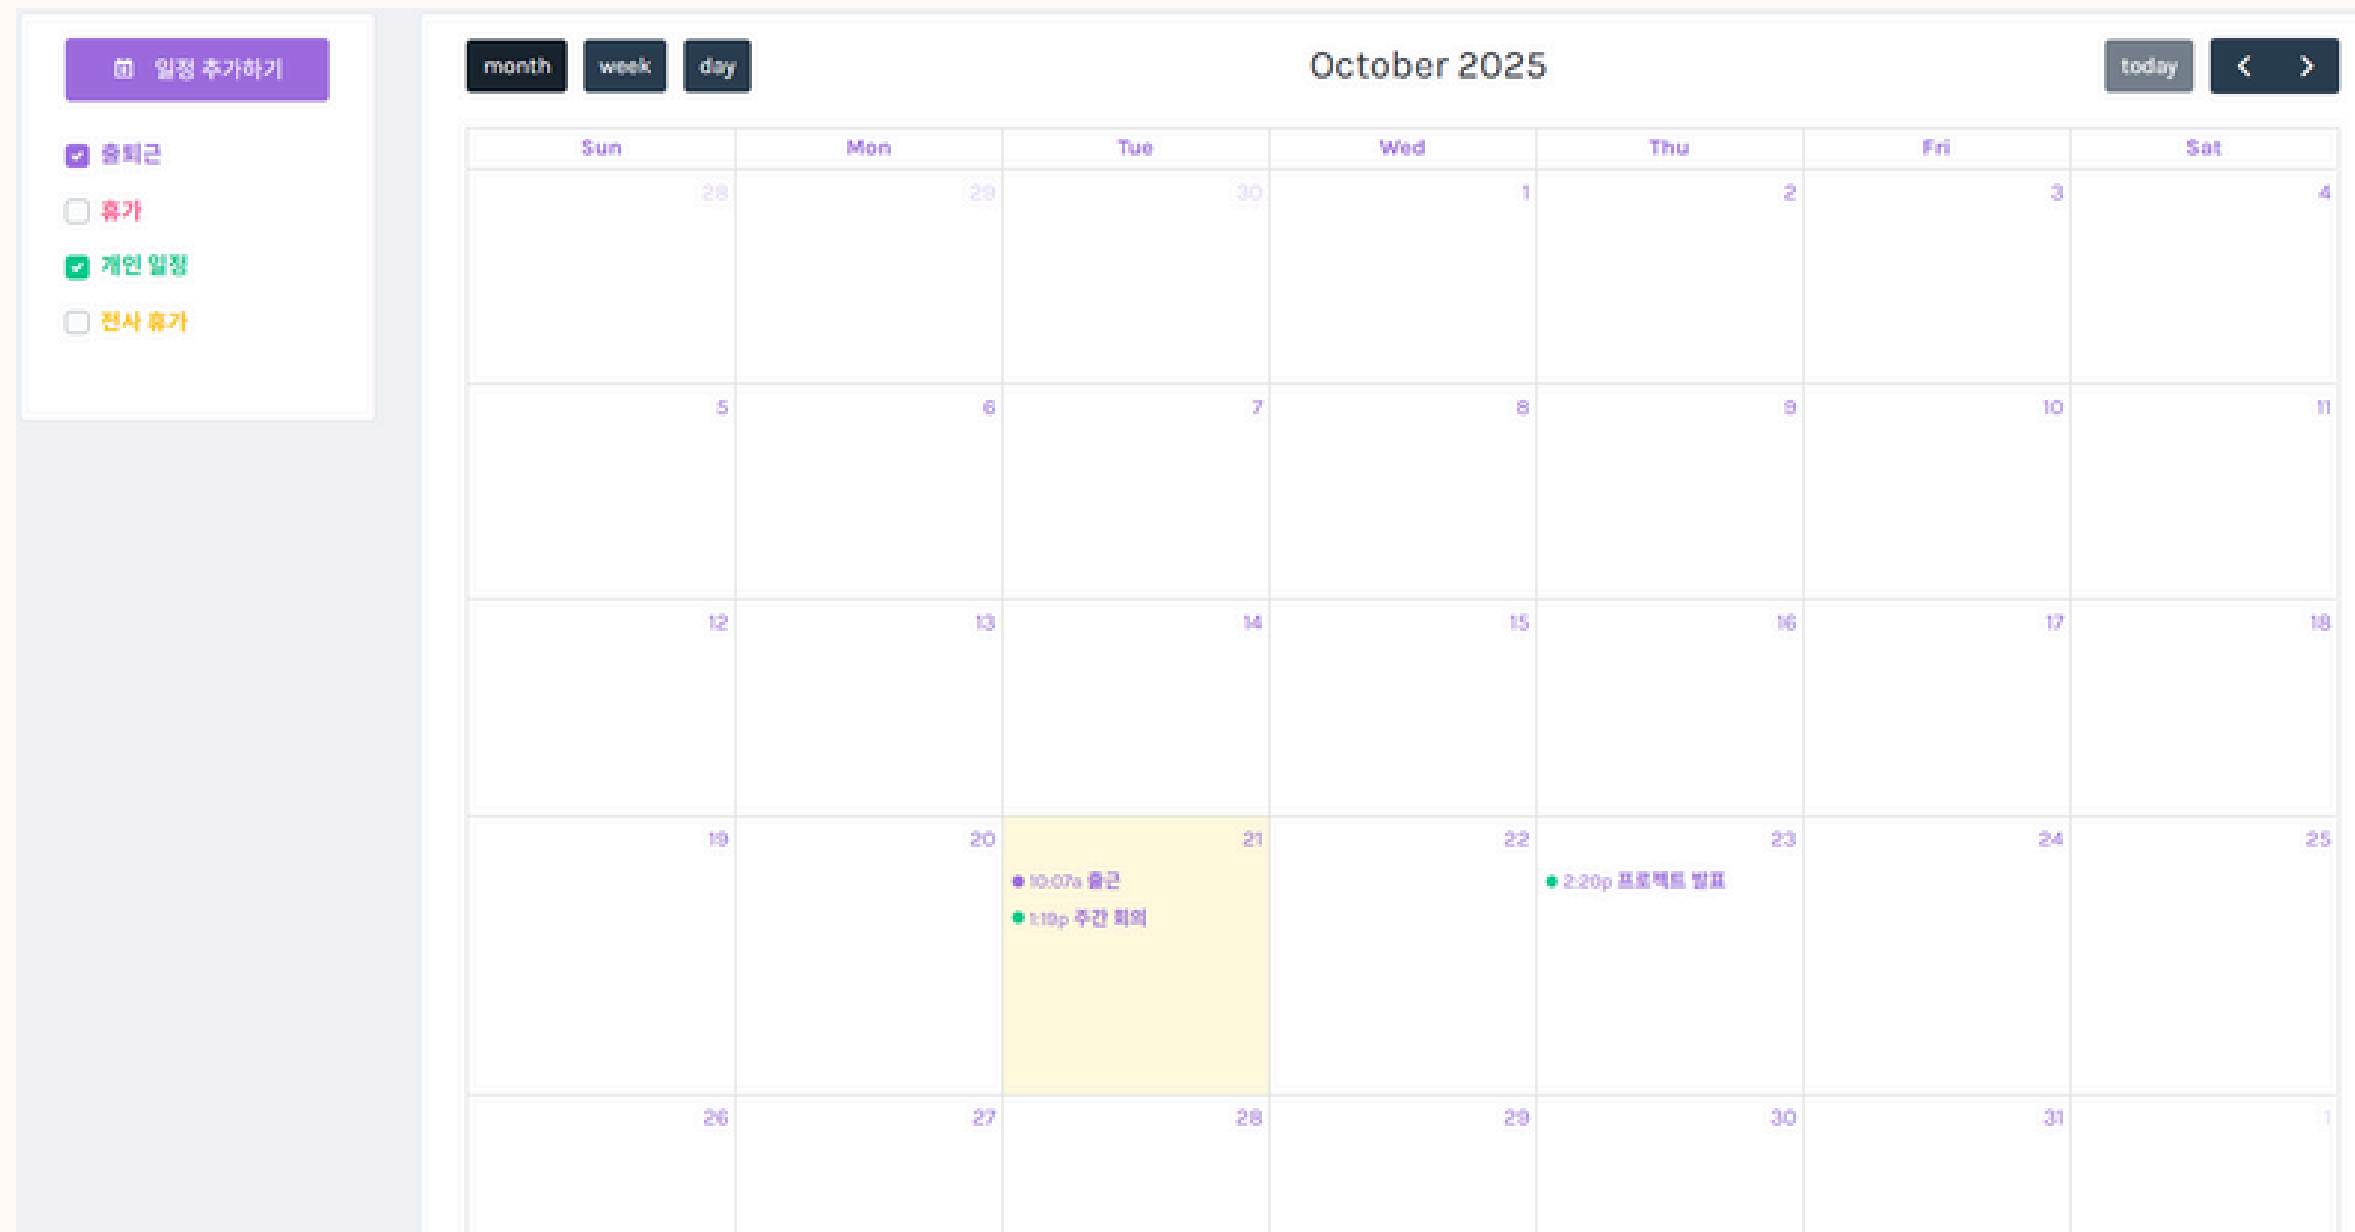 일정 추가하기
출퇴근
휴가
개인 일정
전사 휴가
month week day
October 2025
today
Sun Mon Tue Wed Thu Fri Sat
28 29 30 1 2 3 4
5 6 7 8 9 10 11
12 13 14 15 16 17 18
19 20 21 22 23 24 25
10:07a 출근
1:19p 주간 회의
2:20p 프로젝트 발표
26 27 28 29 30 31 1